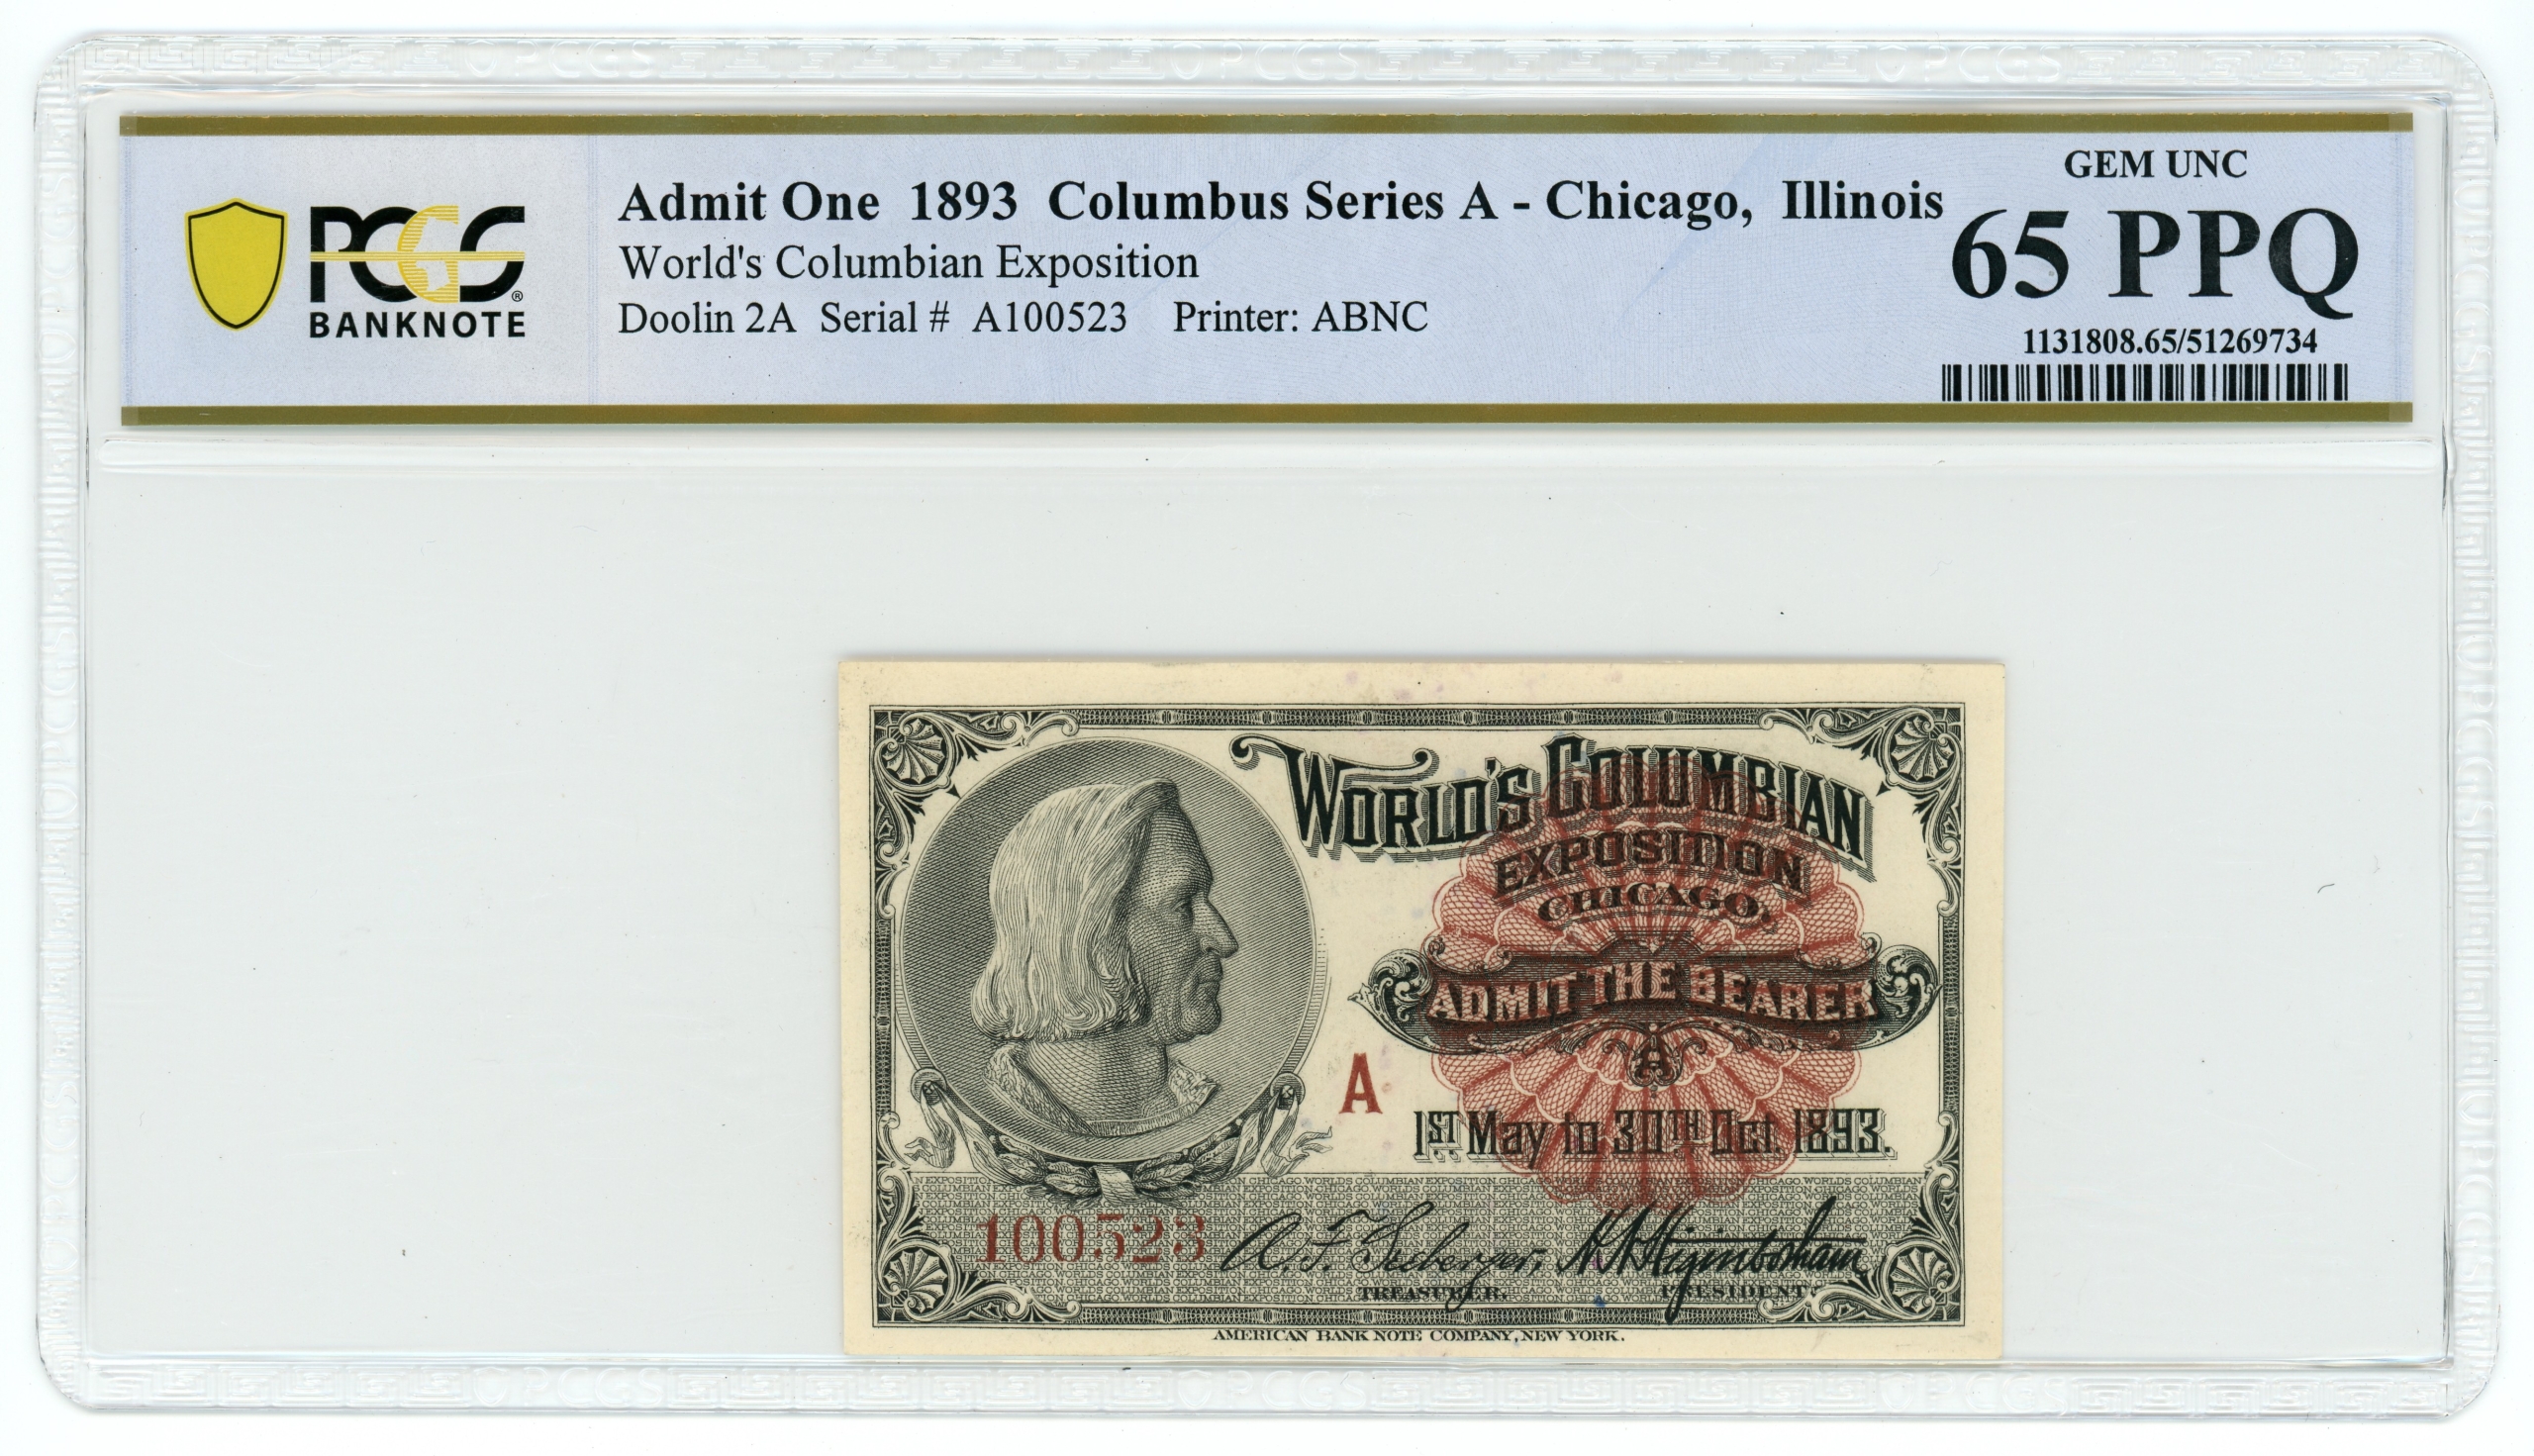 PCGS®
BANKNOTE
Admit One 1893 Columbus Series A - Chicago, Illinois
World's Columbian Exposition
Doolin 2A Serial # A100523 Printer: ABNC
GEM UNC
65 PPQ
1131808.65/51269734
WORLD'S COLUMBIAN
EXPOSITION
CHICAGO,
ADMIT THE BEARER
A
A
1ST May to 30TH Oct. 1893.
100523
A. F. Seeberger, H. N. Higinbotham
TREASURER. PRESIDENT.
AMERICAN BANK NOTE COMPANY, NEW YORK.